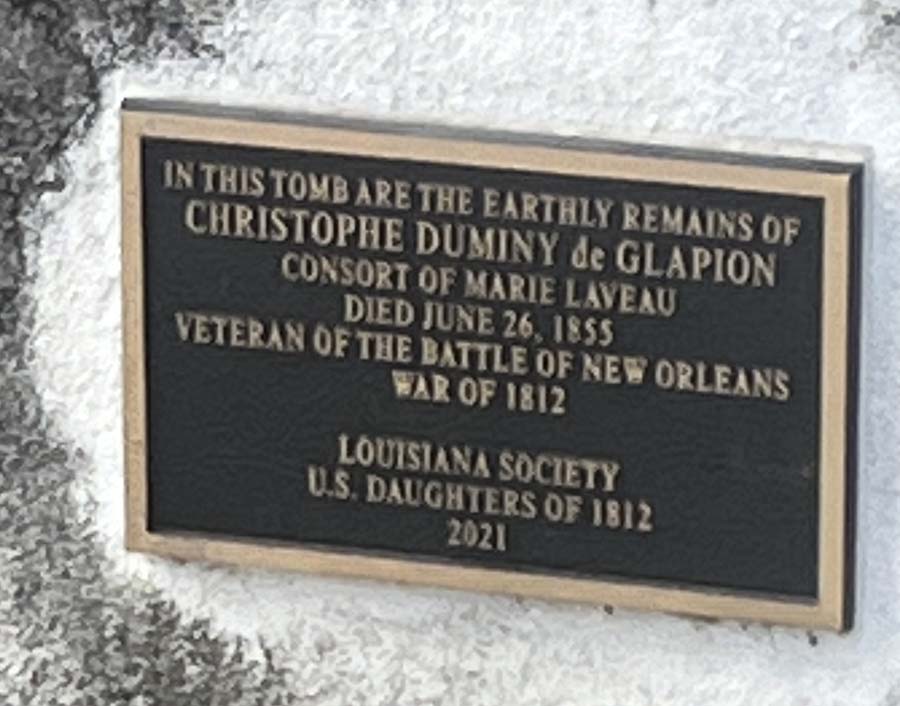 IN THIS TOMB ARE THE EARTHLY REMAINS OF
CHRISTOPHE DUMINY de GLAPION
CONSORT OF MARIE LAVEAU
DIED JUNE 26, 1855
VETERAN OF THE BATTLE OF NEW ORLEANS
WAR OF 1812
LOUISIANA SOCIETY
U.S. DAUGHTERS OF 1812
2021